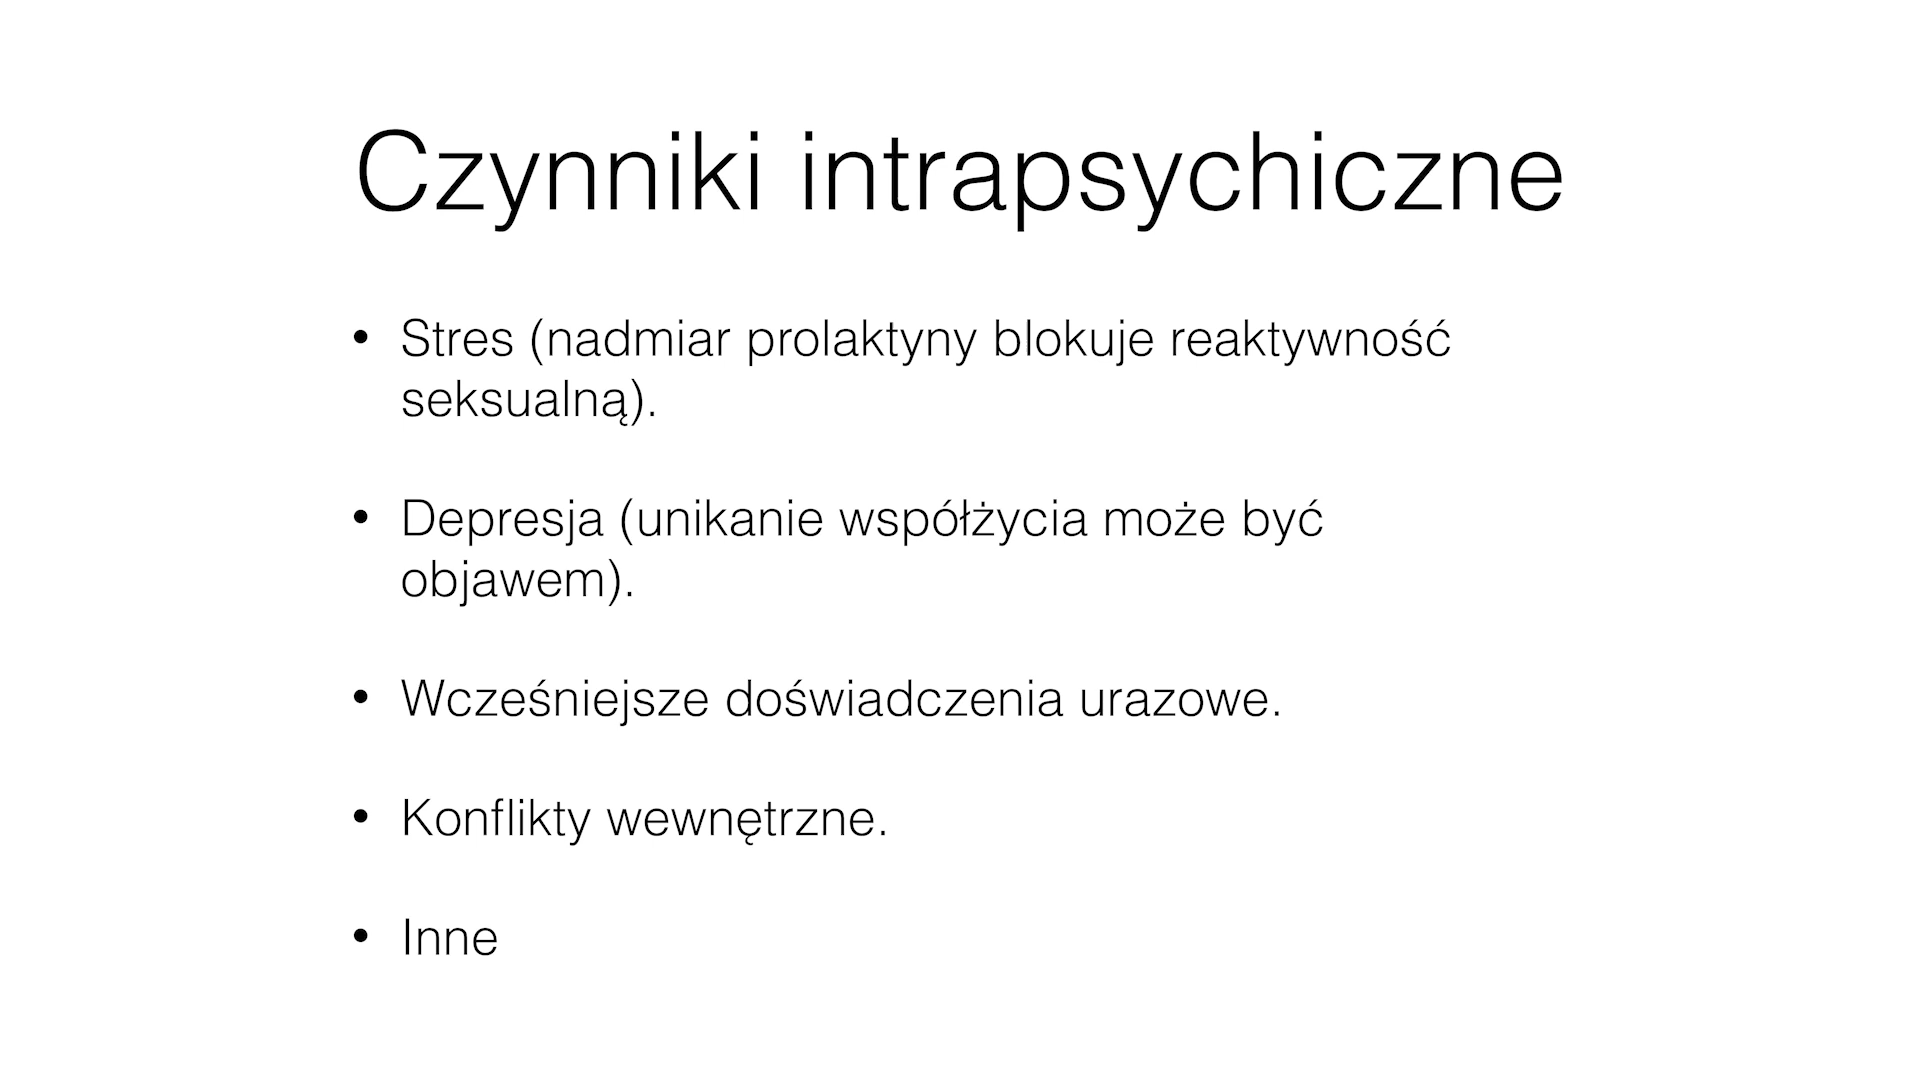 Czynniki intrapsychiczne
• Stres (nadmiar prolaktyny blokuje reaktywność
seksualną).
• Depresja (unikanie współżycia może być
objawem).
• Wcześniejsze doświadczenia urazowe.
• Konflikty wewnętrzne.
• Inne